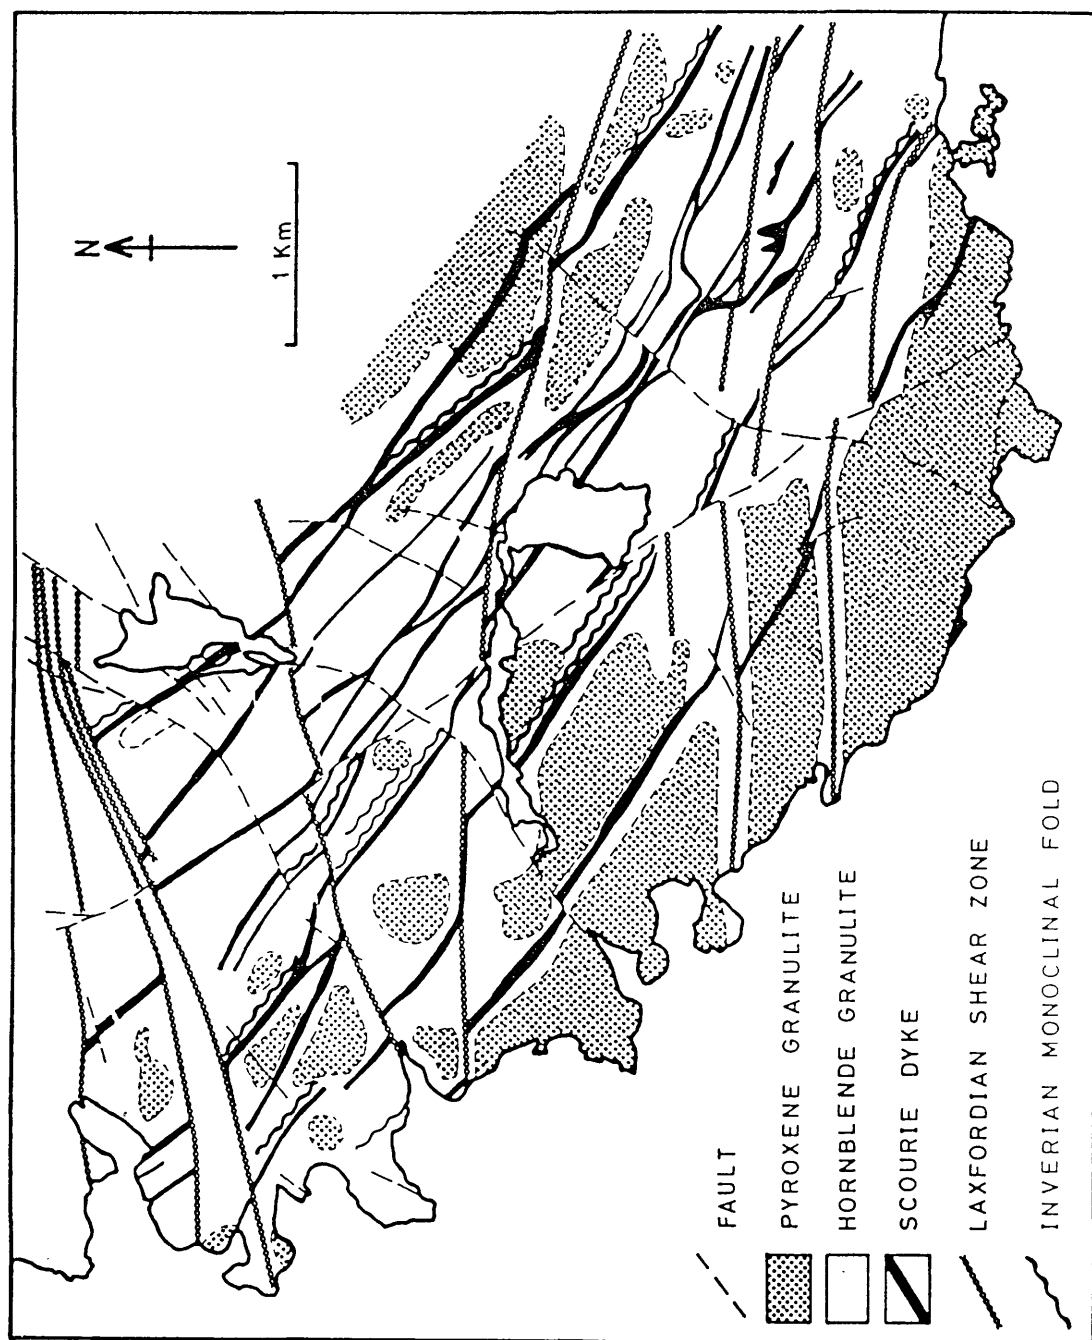 N
1 Km
FAULT
PYROXENE GRANULITE
HORNBLENDE GRANULITE
SCOURIE DYKE
LAXFORDIAN SHEAR ZONE
INVERIAN MONOCLINAL FOLD